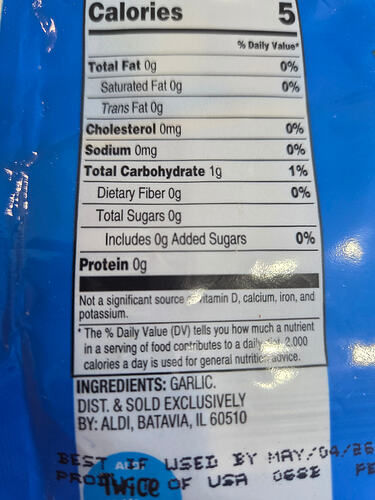 Calories 5
% Daily Value*
Total Fat 0g 0%
Saturated Fat 0g 0%
Trans Fat 0g
Cholesterol 0mg 0%
Sodium 0mg 0%
Total Carbohydrate 1g 1%
Dietary Fiber 0g 0%
Total Sugars 0g
Includes 0g Added Sugars 0%
Protein 0g
Not a significant source vitamin D, calcium, iron, and
potassium.
* The % Daily Value (DV) tells you how much a nutrient
in a serving of food contributes to a daily diet. 2,000
calories a day is used for general nutrition advice.
INGREDIENTS: GARLIC.
DIST. & SOLD EXCLUSIVELY
BY: ALDI, BATAVIA, IL 60510
BEST IF USED BY MAY/04/26
OF USA 06SB
ALDI
Twice